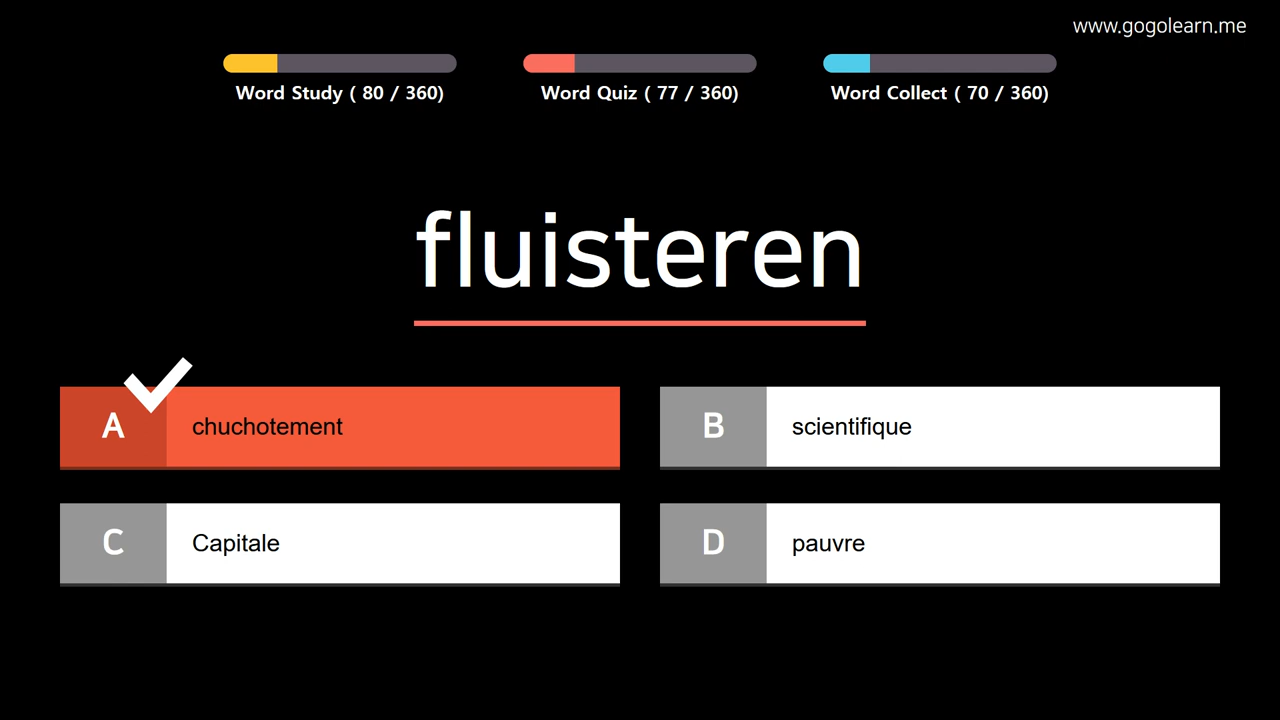 www.gogolearn.me
Word Study ( 80 / 360)
Word Quiz ( 77 / 360)
Word Collect ( 70 / 360)
fluisteren
A
chuchotement
B
scientifique
C
Capitale
D
pauvre